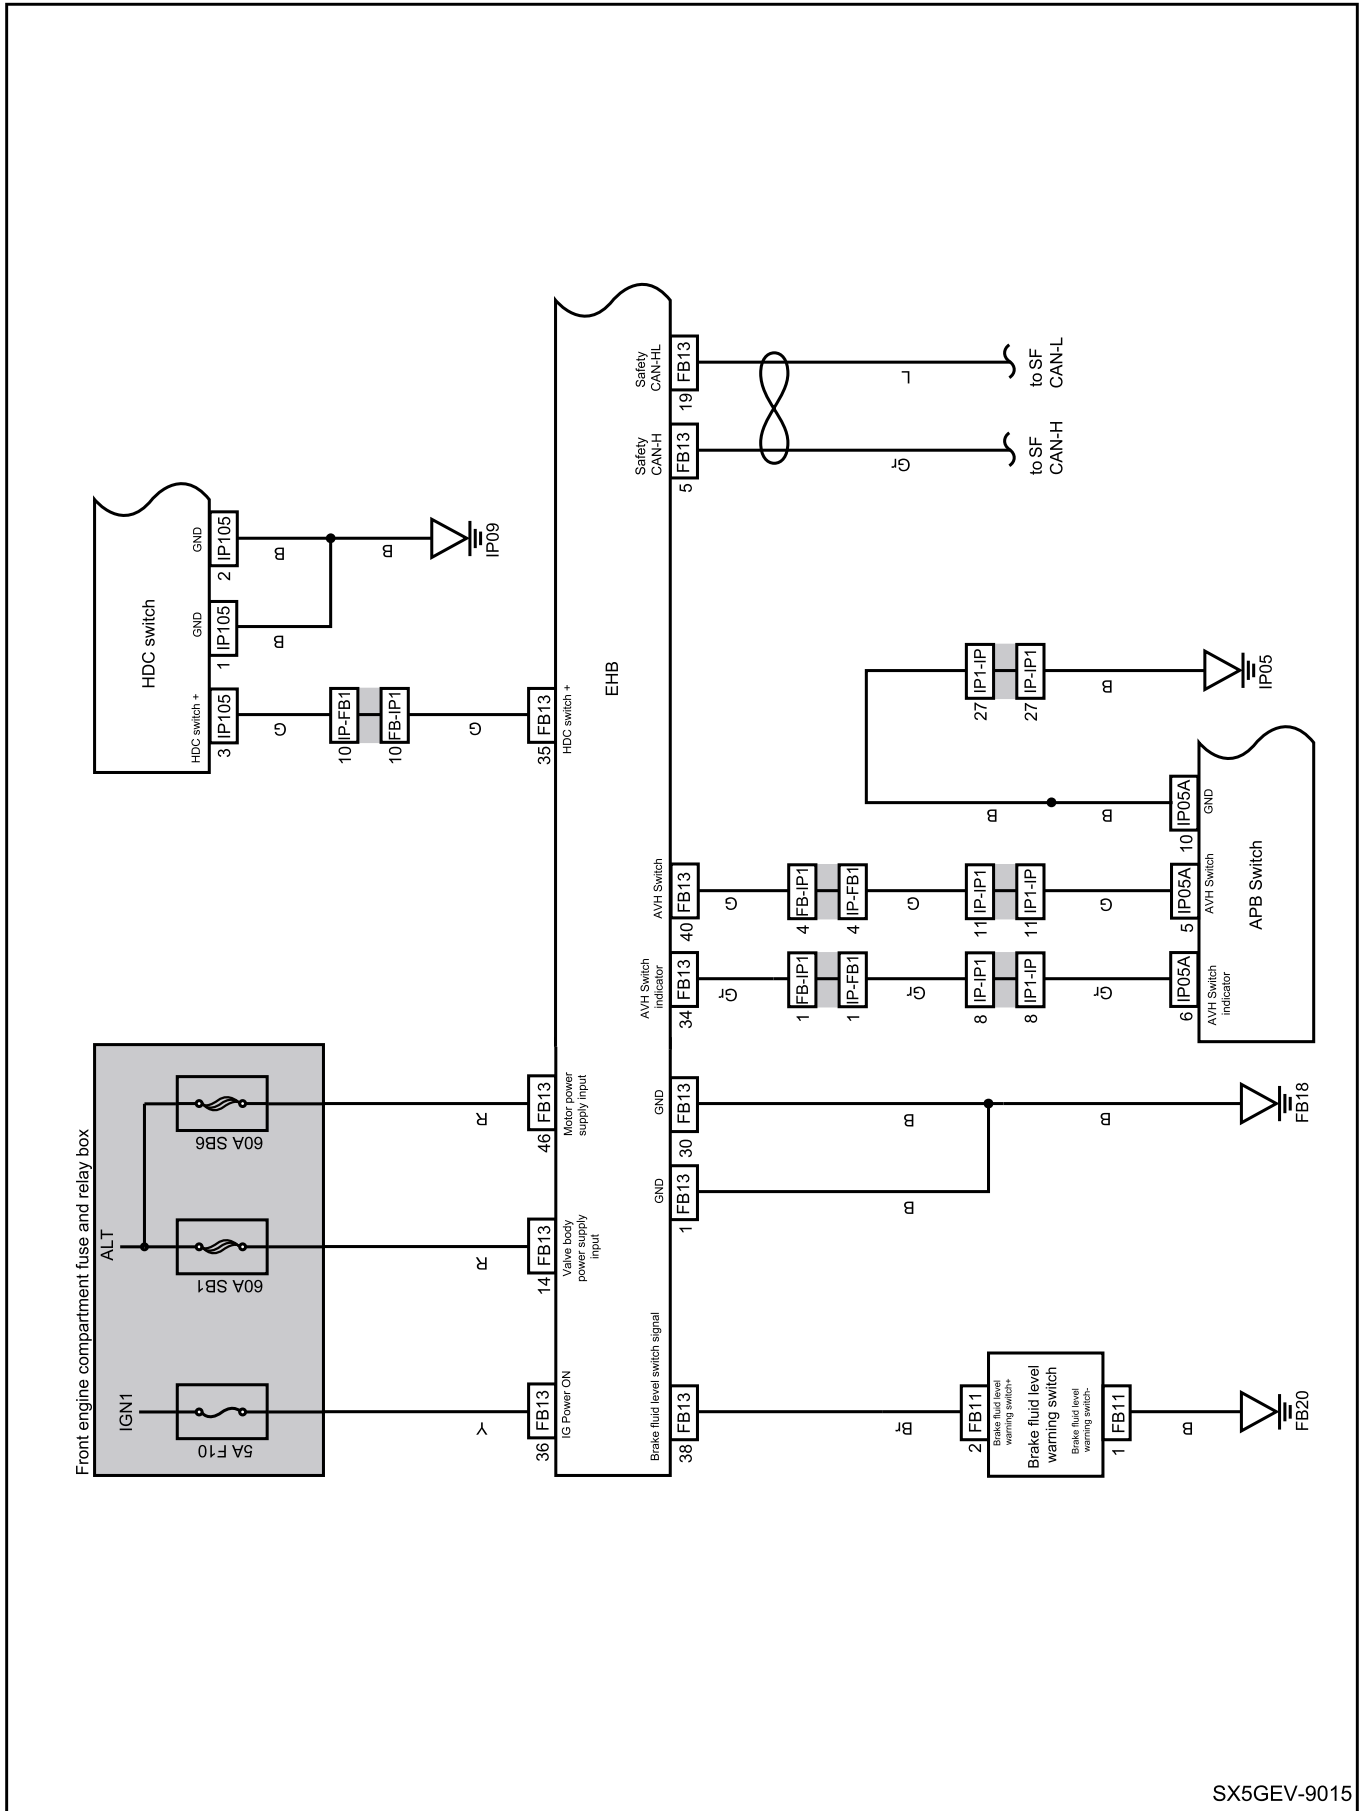 Front engine compartment fuse and relay box
IGN1
ALT
5A F10
60A SB1
60A SB6
Y
R
R
36
FB13
14
FB13
46
FB13
IG Power ON
Valve body
power supply
input
Motor power
supply input
HDC switch
HDC switch +
GND
GND
3
IP105
1
IP105
2
IP105
G
B
B
B
IP09
10
IP-FB1
10
FB-IP1
G
35
FB13
HDC switch +
EHB
Brake fluid level switch signal
GND
GND
AVH Switch
indicator
AVH Switch
Safety
CAN-H
Safety
CAN-HL
38
FB13
1
FB13
30
FB13
34
FB13
40
FB13
5
FB13
19
FB13
Br
B
B
B
Gr
G
Gr
L
to SF
CAN-H
to SF
CAN-L
1
FB-IP1
1
IP-FB1
4
FB-IP1
4
IP-FB1
Gr
G
8
IP-IP1
8
IP1-IP
11
IP-IP1
11
IP1-IP
Gr
G
B
B
27
IP1-IP
27
IP-IP1
B
IP05
6
IP05A
5
IP05A
10
IP05A
AVH Switch
indicator
AVH Switch
GND
APB Switch
2
FB11
Brake fluid level
warning switch+
Brake fluid level
warning switch
Brake fluid level
warning switch-
1
FB11
B
FB20
FB18
SX5GEV-9015